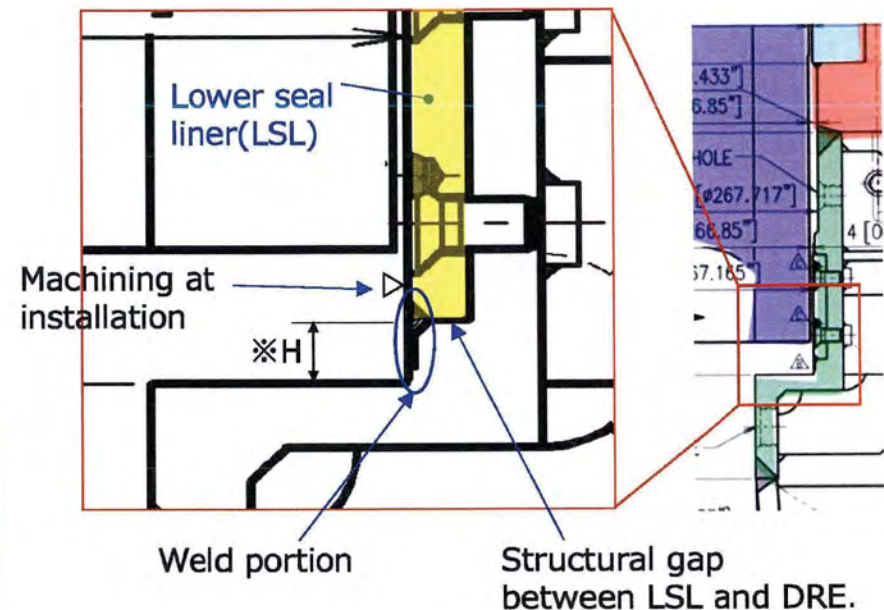 Lower seal
liner(LSL)
Machining at
installation
※H
Weld portion
Structural gap
between LSL and DRE.
.433"]
6.85"]
HOLE
[ø267.717"]
66.85"]
4 [0
57.165"]